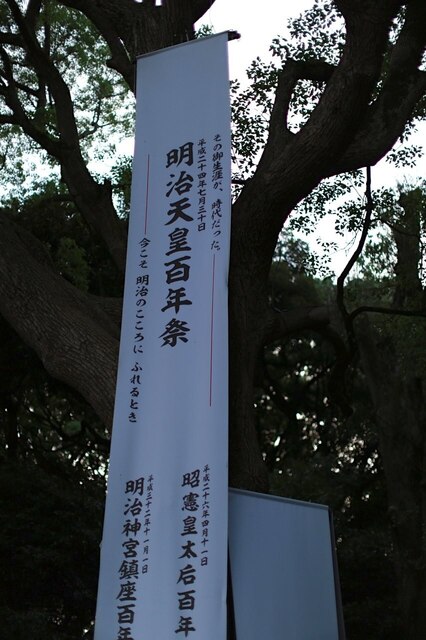 その御生涯が、時代だった。
平成二十四年七月三十日
明治天皇百年祭
今こそ 明治のこころに ふれるとき
平成二十六年四月十一日
昭憲皇太后百年
平成三十二年十一月一日
明治神宮鎮座百年